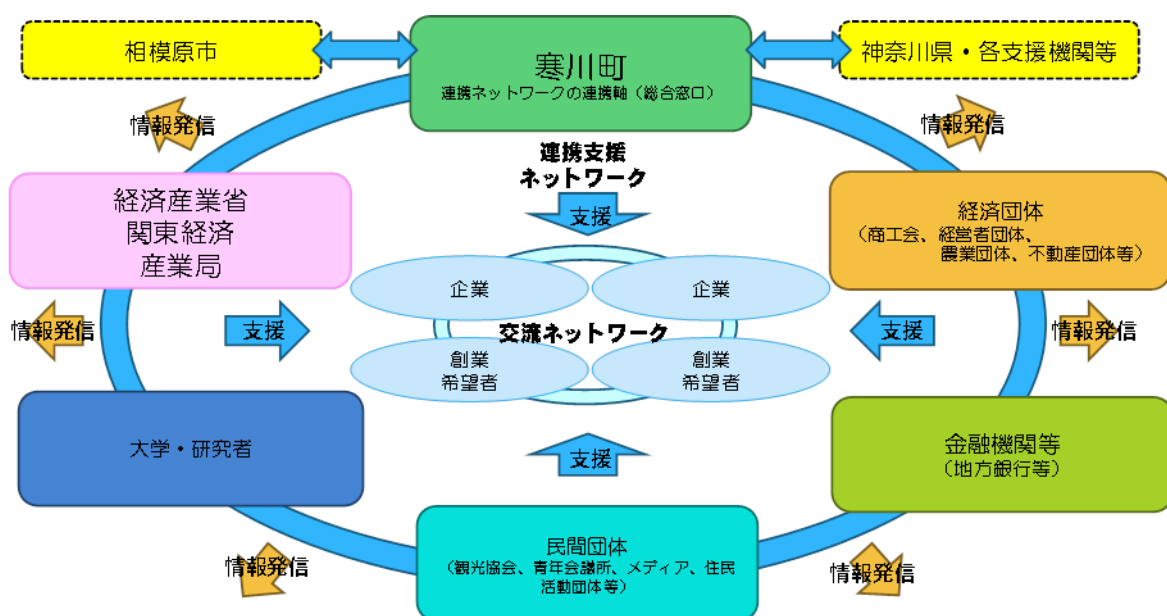 相模原市
寒川町
連携ネットワークの連携軸（総合窓口）
神奈川県・各支援機関等
情報発信
情報発信
連携支援
ネットワーク
支援
経済産業省
関東経済
産業局
経済団体
（商工会、経営者団体、
農業団体、不動産団体等）
企業
企業
情報発信
支援
交流ネットワーク
支援
情報発信
創業
希望者
創業
希望者
大学・研究者
支援
金融機関等
（地方銀行等）
民間団体
（観光協会、青年会議所、メディア、住民
活動団体等）
情報発信
情報発信